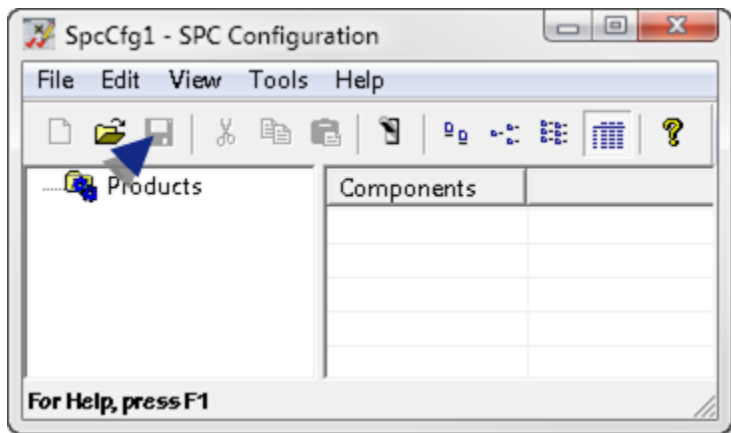 SpcCfg1 - SPC Configuration
File Edit View Tools Help
Products
Components
For Help, press F1